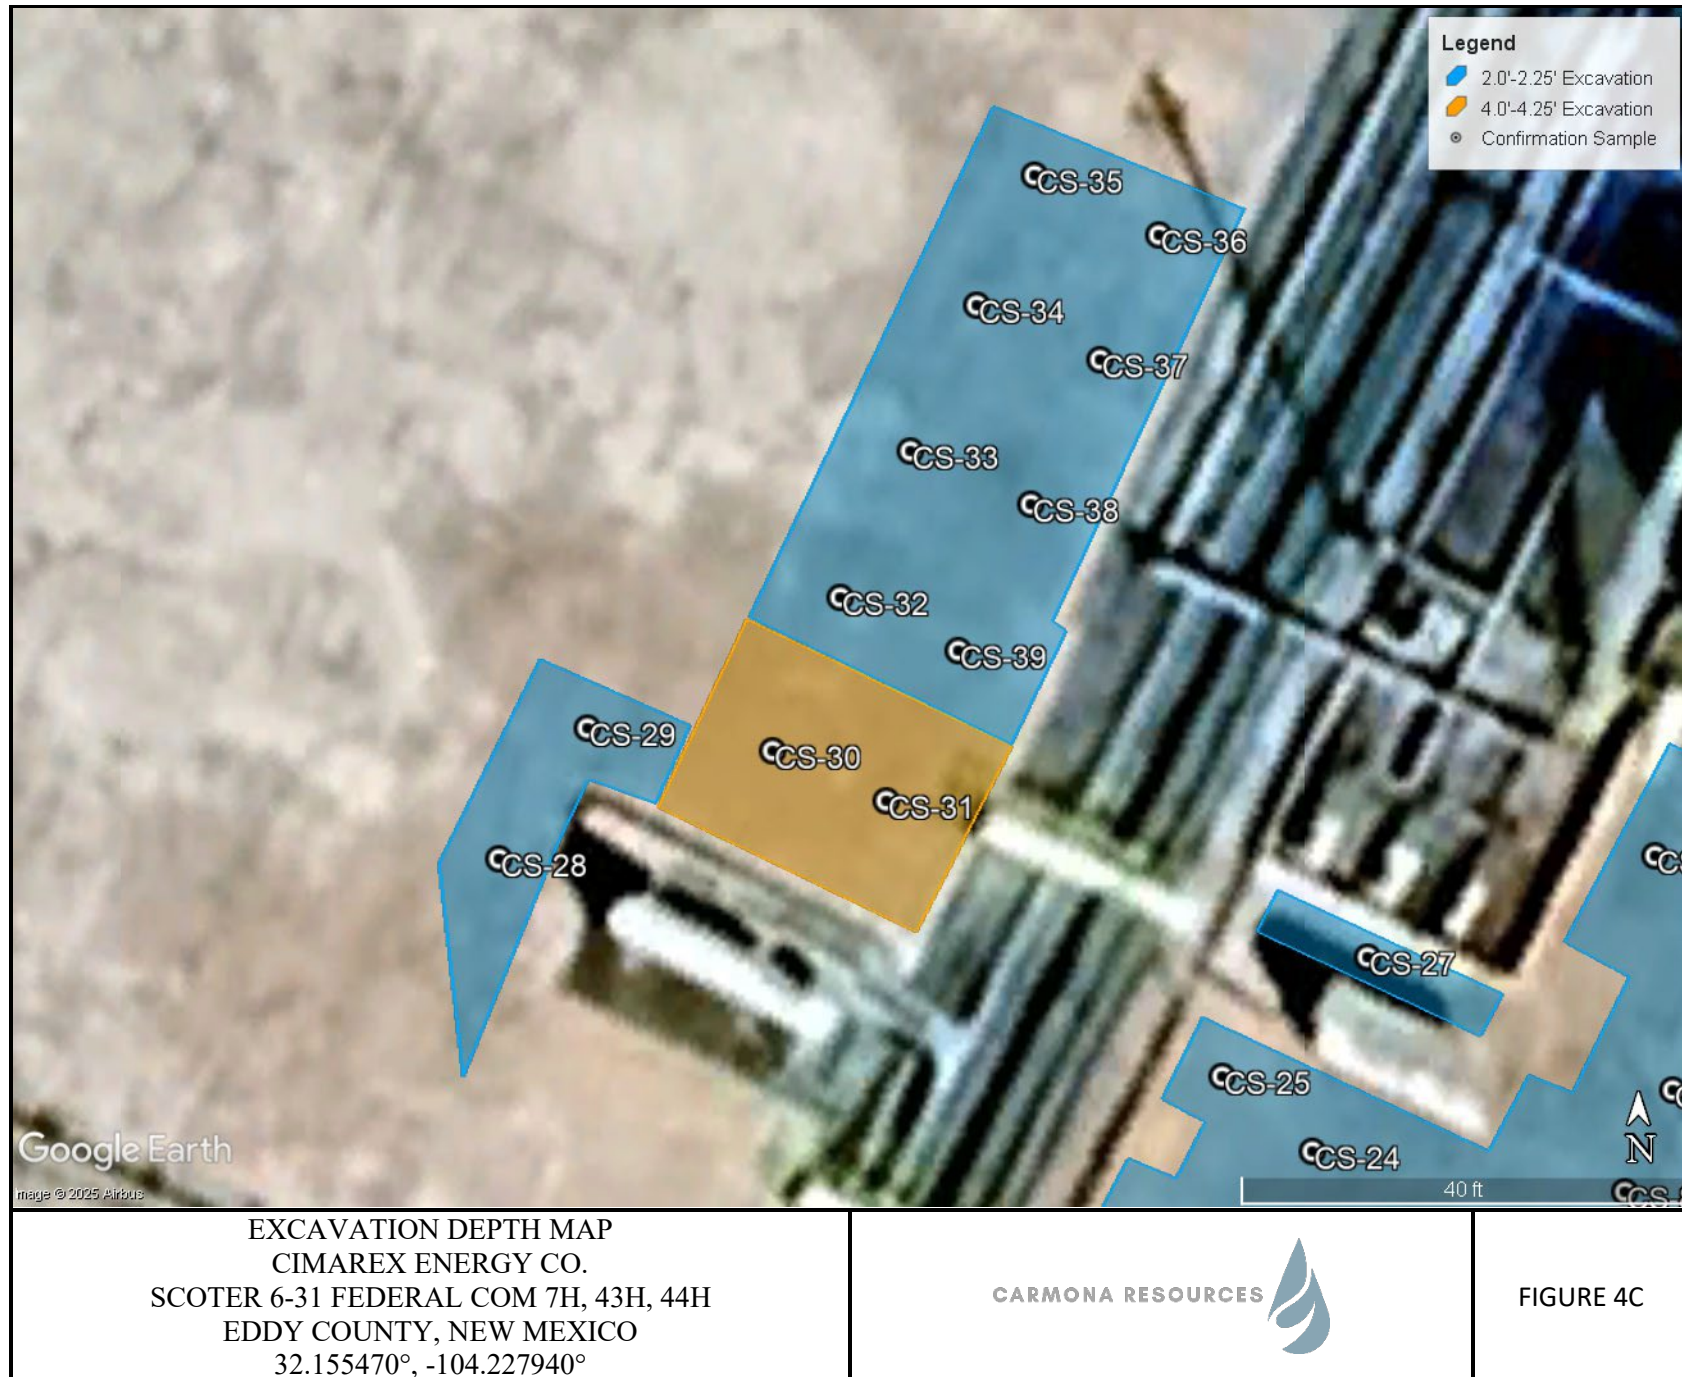 Legend
2.0'-2.25' Excavation
4.0'-4.25' Excavation
Confirmation Sample
CS-35
CS-36
CS-34
CS-37
CS-33
CS-38
CS-32
CS-39
CS-29
CS-30
CS-31
CS-28
CS-27
CS-25
CS-24
N
40 ft
Google Earth
mage © 2025 Airbus
EXCAVATION DEPTH MAP
CIMAREX ENERGY CO.
SCOTER 6-31 FEDERAL COM 7H, 43H, 44H
EDDY COUNTY, NEW MEXICO
32.155470°, -104.227940°
CARMONA RESOURCES
FIGURE 4C